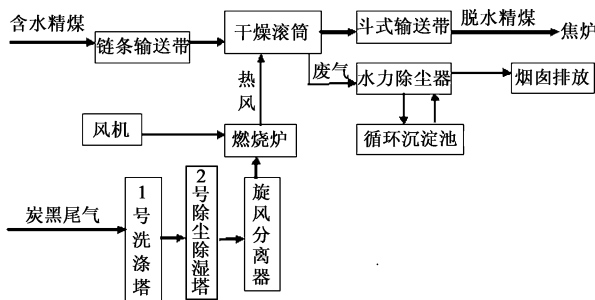 含水精煤
链条输送带
干燥滚筒
斗式输送带
脱水精煤
焦炉
热风
废气
水力除尘器
烟囱排放
风机
燃烧炉
循环沉淀池
炭黑尾气
1号洗涤塔
2号除尘除湿塔
旋风分离器